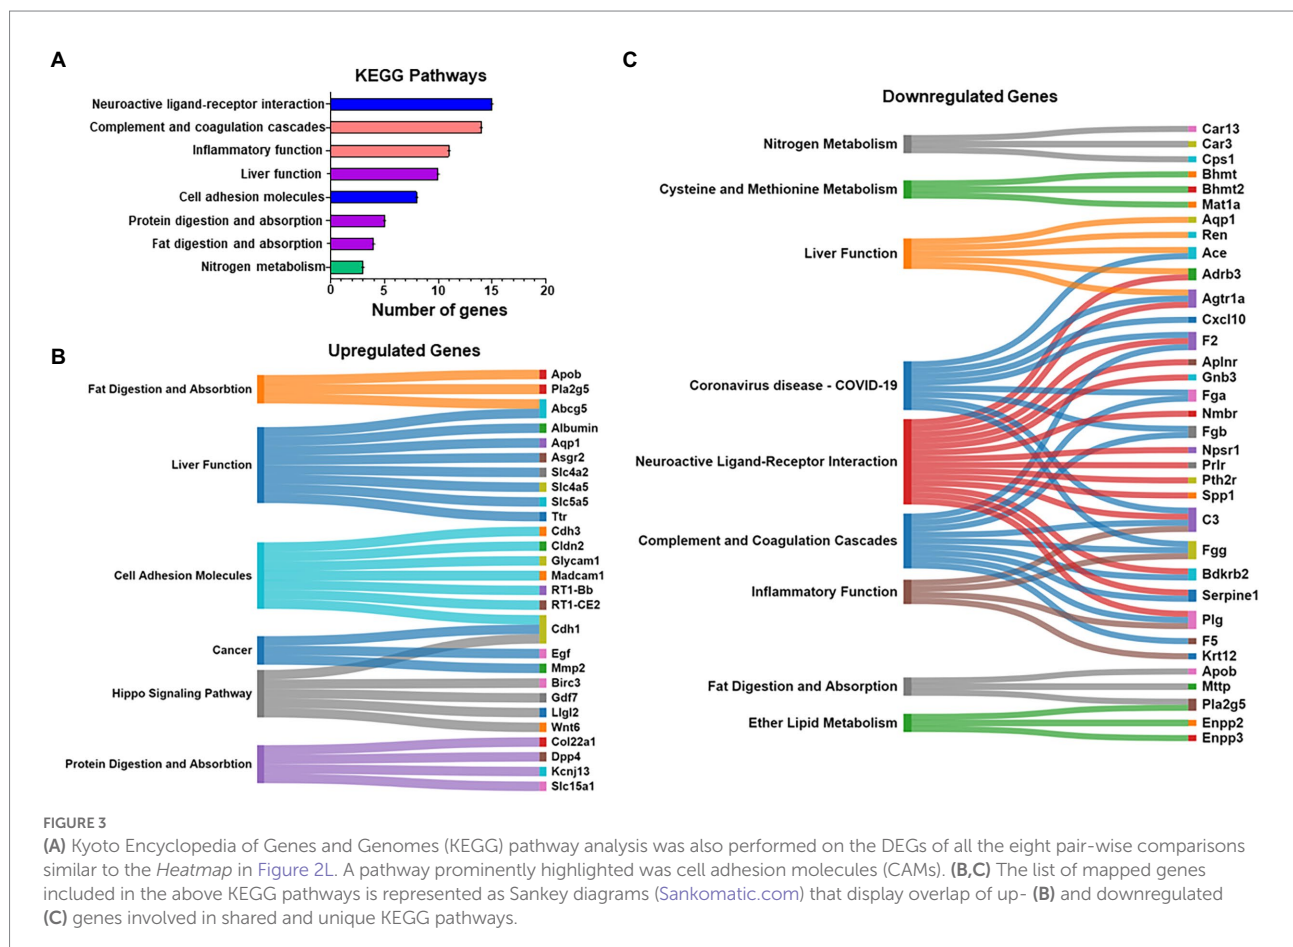 A
KEGG Pathways
Neuroactive ligand-receptor interaction
Complement and coagulation cascades
Inflammatory function
Liver function
Cell adhesion molecules
Protein digestion and absorption
Fat digestion and absorption
Nitrogen metabolism
0 5 10 15 20
Number of genes
B
Upregulated Genes
Fat Digestion and Absorbtion
Liver Function
Cell Adhesion Molecules
Cancer
Hippo Signaling Pathway
Protein Digestion and Absorbtion
Apob
Pla2g5
Abcg5
Albumin
Aqp1
Asgr2
Slc4a2
Slc4a5
Slc5a5
Ttr
Cdh3
Cldn2
Glycam1
Madcam1
RT1-Bb
RT1-CE2
Cdh1
Egf
Mmp2
Birc3
Gdf7
Llgl2
Wnt6
Col22a1
Dpp4
Kcnj13
Slc15a1
C
Downregulated Genes
Nitrogen Metabolism
Cysteine and Methionine Metabolism
Liver Function
Coronavirus disease - COVID-19
Neuroactive Ligand-Receptor Interaction
Complement and Coagulation Cascades
Inflammatory Function
Fat Digestion and Absorption
Ether Lipid Metabolism
Car13
Car3
Cps1
Bhmt
Bhmt2
Mat1a
Aqp1
Ren
Ace
Adrb3
Agtr1a
Cxcl10
F2
Aplnr
Gnb3
Fga
Nmbr
Fgb
Npsr1
Prlr
Pth2r
Spp1
C3
Fgg
Bdkrb2
Serpine1
Plg
F5
Krt12
Apob
Mttp
Pla2g5
Enpp2
Enpp3
FIGURE 3
(A) Kyoto Encyclopedia of Genes and Genomes (KEGG) pathway analysis was also performed on the DEGs of all the eight pair-wise comparisons
similar to the Heatmap in Figure 2L. A pathway prominently highlighted was cell adhesion molecules (CAMs). (B,C) The list of mapped genes
included in the above KEGG pathways is represented as Sankey diagrams (Sankomatic.com) that display overlap of up- (B) and downregulated
(C) genes involved in shared and unique KEGG pathways.